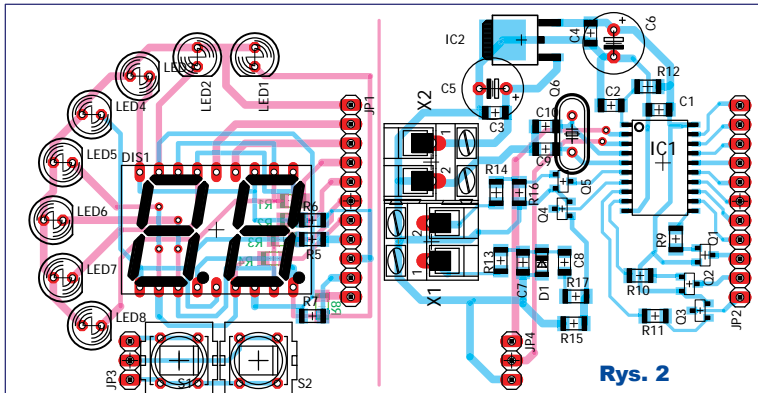 LED3
LED2
LED1
LED4
LED5
LED6
LED7
LED8
DIS1
R1
R2
R3
R4
R6
R5
R7
R8
JP1
JP3
S1
S2
IC2
C4
C6
C5
C3
Q6
X2
1
2
C10
C9
C2
R12
C1
IC1
R14
R16
Q5
Q4
2
1
X1
R13
C7
D1
C8
R17
R15
R9
Q1
Q2
R10
Q3
R11
JP2
JP4
Rys. 2